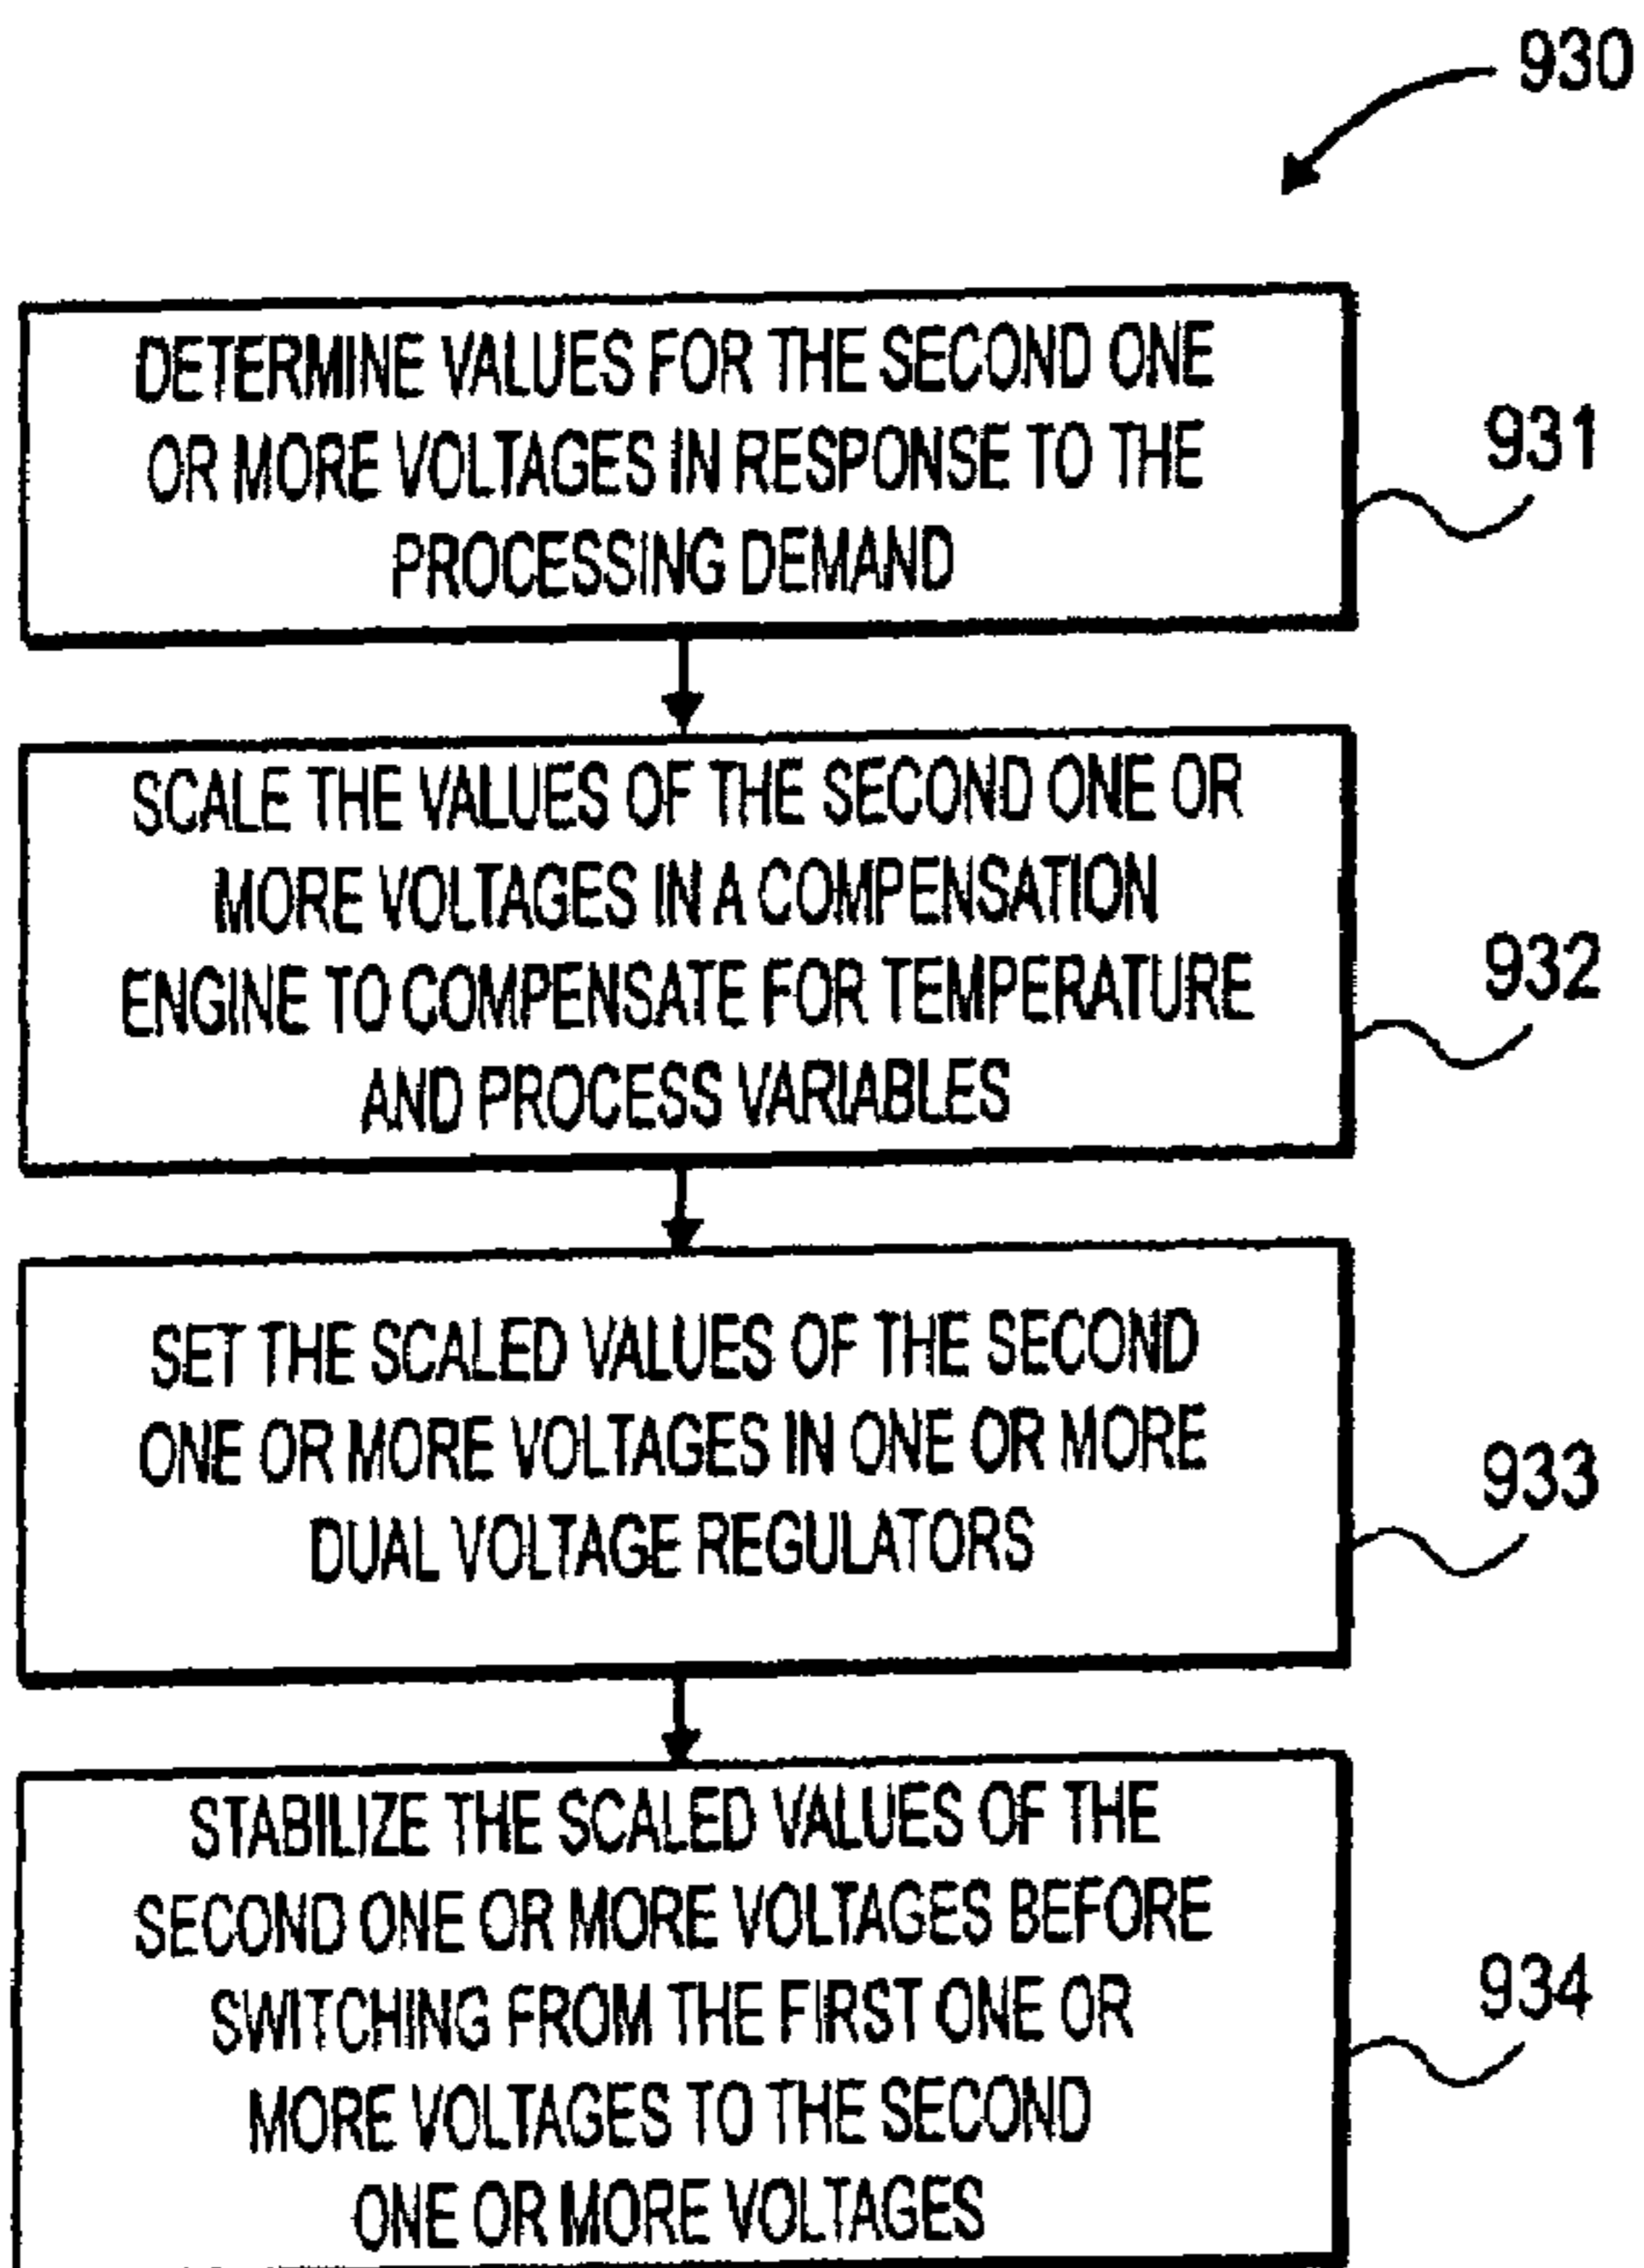 930
DETERMINE VALUES FOR THE SECOND ONE
OR MORE VOLTAGES IN RESPONSE TO THE
PROCESSING DEMAND
931
SCALE THE VALUES OF THE SECOND ONE OR
MORE VOLTAGES IN A COMPENSATION
ENGINE TO COMPENSATE FOR TEMPERATURE
AND PROCESS VARIABLES
932
SET THE SCALED VALUES OF THE SECOND
ONE OR MORE VOLTAGES IN ONE OR MORE
DUAL VOLTAGE REGULATORS
933
STABILIZE THE SCALED VALUES OF THE
SECOND ONE OR MORE VOLTAGES BEFORE
SWITCHING FROM THE FIRST ONE OR
MORE VOLTAGES TO THE SECOND
ONE OR MORE VOLTAGES
934